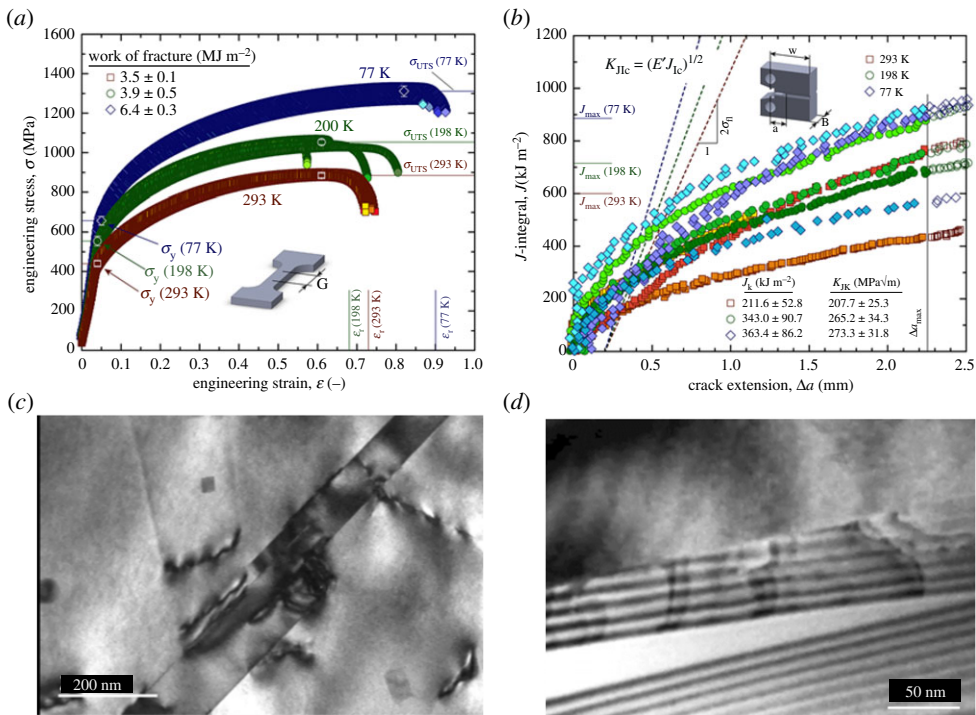 (a)
1600
1400
1200
1000
800
600
400
200
0
engineering stress, σ (MPa)
work of fracture (MJ m⁻²)
3.5 ± 0.1
3.9 ± 0.5
6.4 ± 0.3
77 K
σUTS (77 K)
200 K
σUTS (198 K)
293 K
σUTS (293 K)
σy (77 K)
σy (198 K)
σy (293 K)
G
εf (198 K)
εf (293 K)
εf (77 K)
0 0.1 0.2 0.3 0.4 0.5 0.6 0.7 0.8 0.9 1.0
engineering strain, ε (–)
(b)
1200
1000
800
600
400
200
0
J-integral, J (kJ m⁻²)
KJIc = (E′JIc)1/2
w
a
B
293 K
198 K
77 K
Jmax (77 K)
Jmax (198 K)
Jmax (293 K)
2σfl
1
Jk (kJ m⁻²) KJK (MPa√m)
211.6 ± 52.8 207.7 ± 25.3
343.0 ± 90.7 265.2 ± 34.3
363.4 ± 86.2 273.3 ± 31.8
Δamax
0 0.5 1.0 1.5 2.0 2.5
crack extension, Δa (mm)
(c)
200 nm
(d)
50 nm